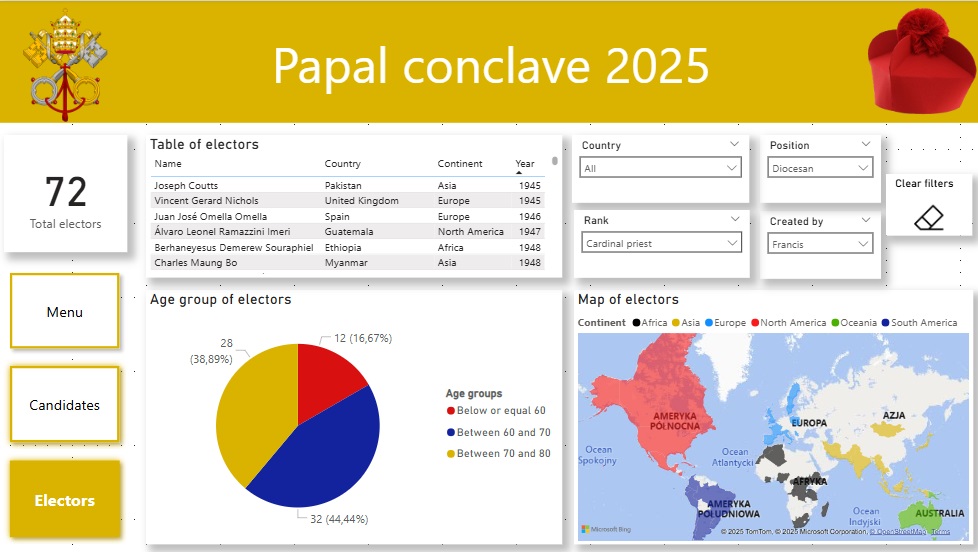 Papal conclave 2025
72
Total electors
Menu
Candidates
Electors
Table of electors
Name Country Continent Year
Joseph Coutts Pakistan Asia 1945
Vincent Gerard Nichols United Kingdom Europe 1945
Juan José Omella Omella Spain Europe 1946
Álvaro Leonel Ramazzini Imeri Guatemala North America 1947
Berhaneyesus Demerew Souraphiel Ethiopia Africa 1948
Charles Maung Bo Myanmar Asia 1948
Country
All
Position
Diocesan
Rank
Cardinal priest
Created by
Francis
Clear filters
Age group of electors
28
(38,89%)
12 (16,67%)
32 (44,44%)
Age groups
Below or equal 60
Between 60 and 70
Between 70 and 80
Map of electors
Continent Africa Asia Europe North America Oceania South America
AMERYKA
PÓŁNOCNA
EUROPA
AZJA
Ocean
Spokojny
Ocean
Atlantycki
AFRYKA
AMERYKA
POŁUDNIOWA
Ocean
Indyjski
AUSTRALIA
Microsoft Bing
© 2025 TomTom, © 2025 Microsoft Corporation, © OpenStreetMap Terms